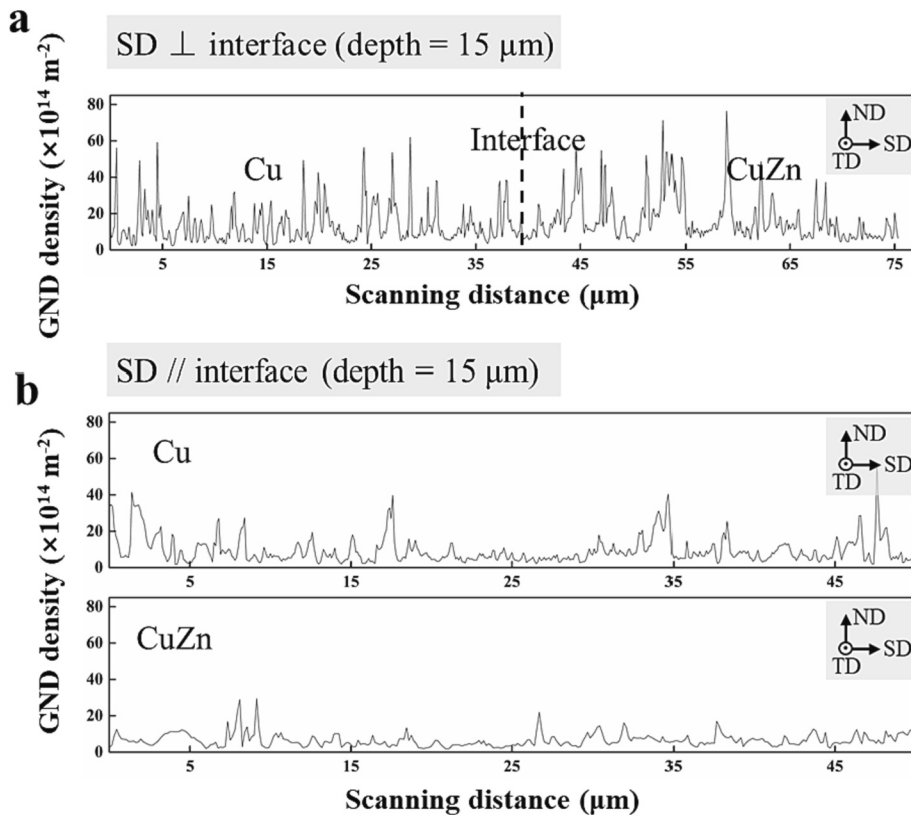 a
SD ⊥ interface (depth = 15 μm)
GND density (×10¹⁴ m⁻²)
80
60
40
20
0
Cu
Interface
CuZn
ND
SD
TD
5 15 25 35 45 55 65 75
Scanning distance (μm)
SD // interface (depth = 15 μm)
b
GND density (×10¹⁴ m⁻²)
80
60
40
20
0
Cu
ND
SD
TD
5 15 25 35 45
80
60
40
20
0
CuZn
ND
SD
TD
5 15 25 35 45
Scanning distance (μm)